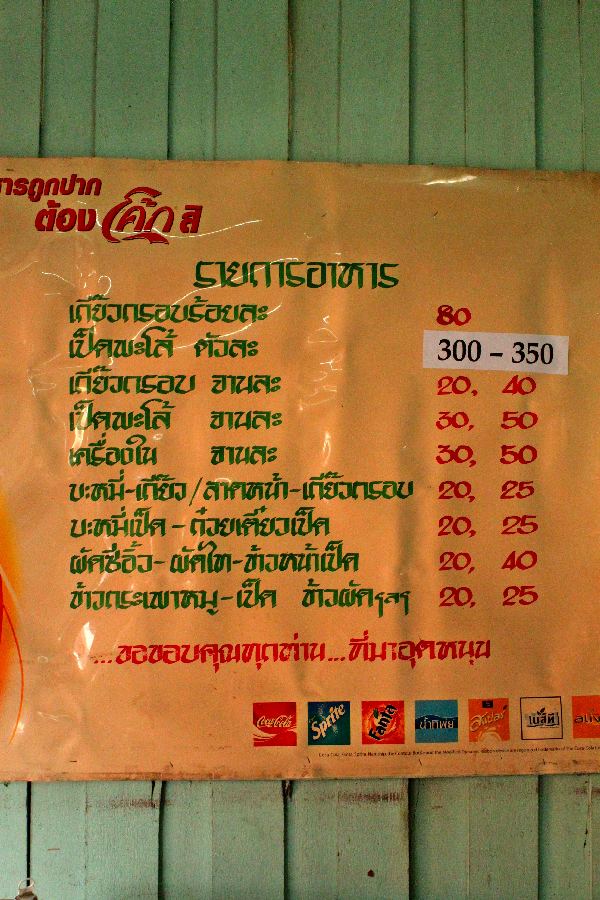 ารถูกปาก
ต้อง โค้ก สิ
รายการอาหาร
เกี๊ยวกรอบร้อยละ 80
เป็ดพะโล้ ตัวละ 300 – 350
เกี๊ยวกรอบ จานละ 20, 40
เป็ดพะโล้ จานละ 30, 50
เครื่องใน จานละ 30, 50
บะหมี่-เกี๊ยว/ลาดหน้า-เกี๊ยวกรอบ 20, 25
บะหมี่เป็ด-ก๋วยเตี๋ยวเป็ด 20, 25
ผัดซีอิ้ว-ผัดไท-ข้าวหน้าเป็ด 20, 40
ข้าวกระเพาหมู-เป็ด ข้าวผัดฯลฯ 20, 25
...ขอขอบคุณทุกท่าน...ที่มาอุดหนุน
Coca-Cola Sprite Fanta น้ำทิพย์